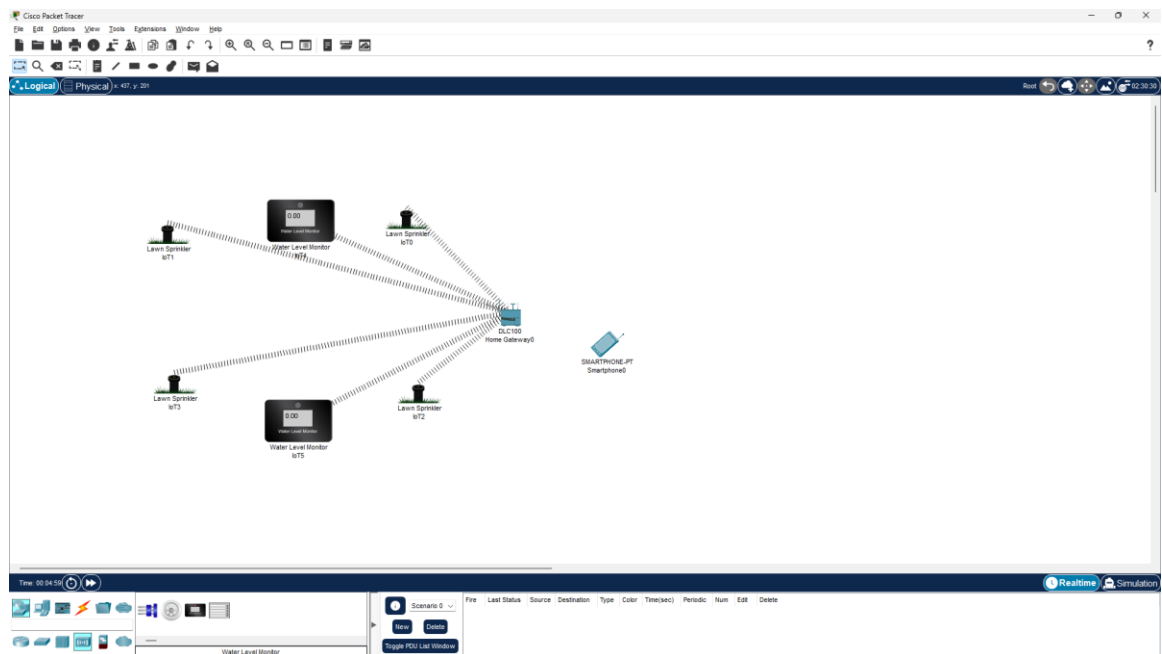 Cisco Packet Tracer
File Edit Options View Tools Extensions Window Help
Logical Physical x: 437, y: 201 Root 02:30:30
0.00
Water Level Monitor
Water Level Monitor
IoT4
Lawn Sprinkler
IoT0
Lawn Sprinkler
IoT1
DLC100
Home Gateway0
SMARTPHONE-PT
Smartphone0
Lawn Sprinkler
IoT3
0.00
Water Level Monitor
Water Level Monitor
IoT5
Lawn Sprinkler
IoT2
Time: 00:04:59 Realtime Simulation
Scenario 0
New Delete
Toggle PDU List Window
Fire Last Status Source Destination Type Color Time(sec) Periodic Num Edit Delete
Water Level Monitor